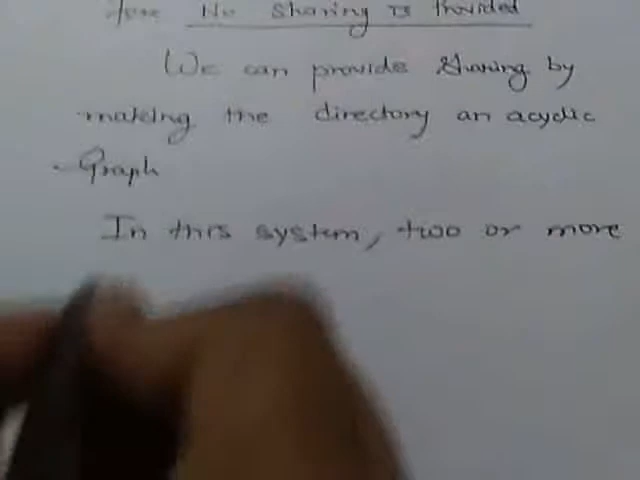 Here No Sharing is Provided
We can provide Sharing by
making the directory an acyclic
Graph
In this system, two or more